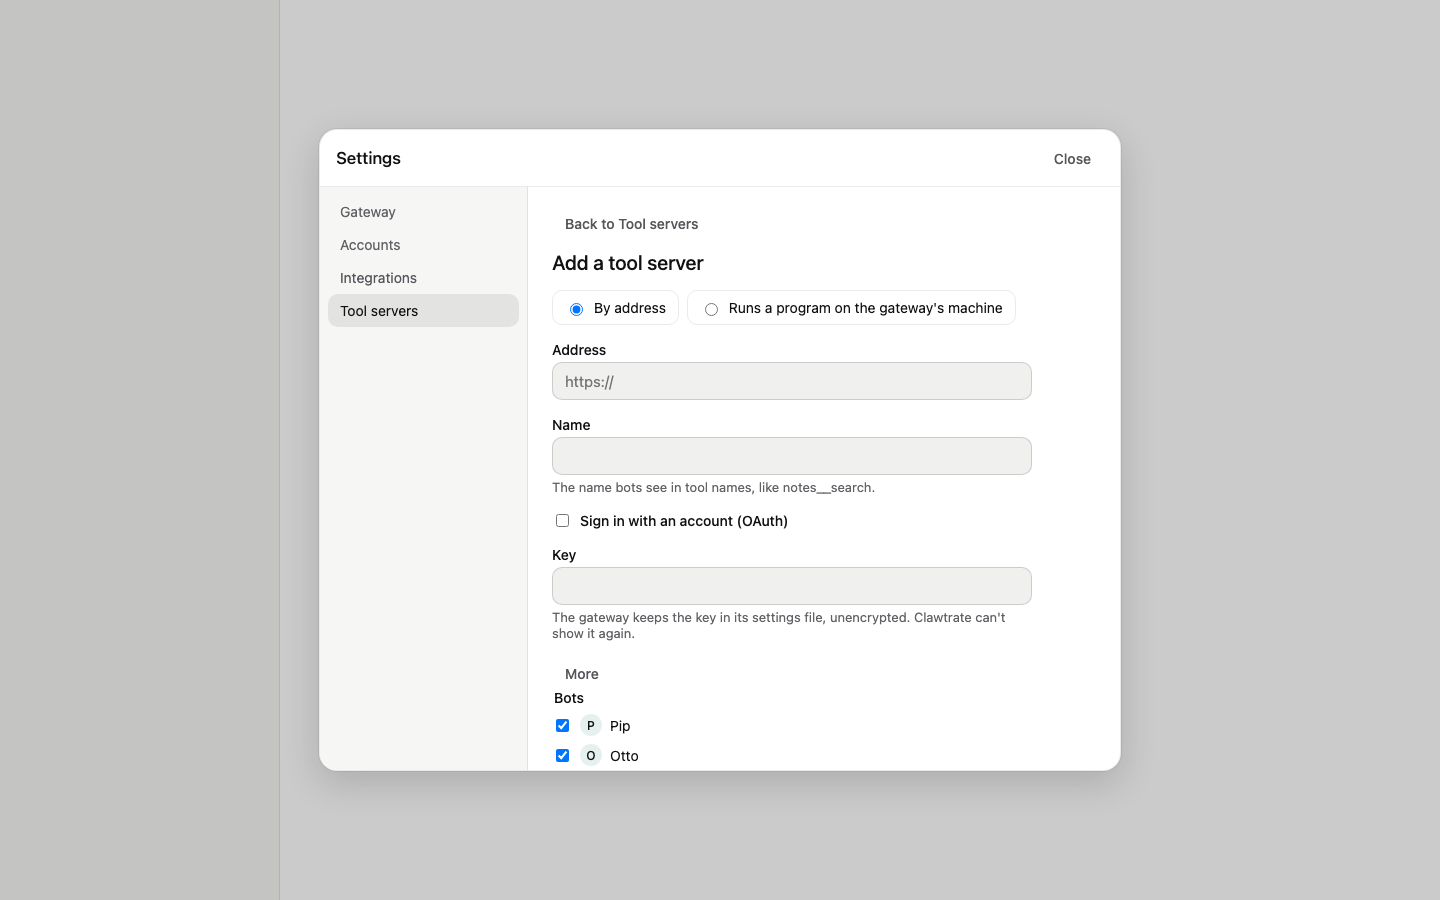 Settings
Close
Gateway
Accounts
Integrations
Tool servers
Back to Tool servers
Add a tool server
By address
Runs a program on the gateway's machine
Address
https://
Name
The name bots see in tool names, like notes__search.
Sign in with an account (OAuth)
Key
The gateway keeps the key in its settings file, unencrypted. Clawtrate can't
show it again.
More
Bots
P Pip
O Otto